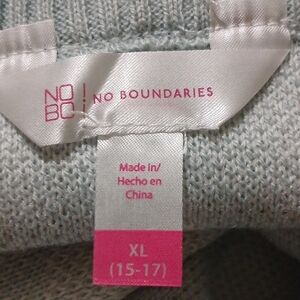 NO
BO
NO BOUNDARIES
Made in/
Hecho en
China
XL
(15-17)